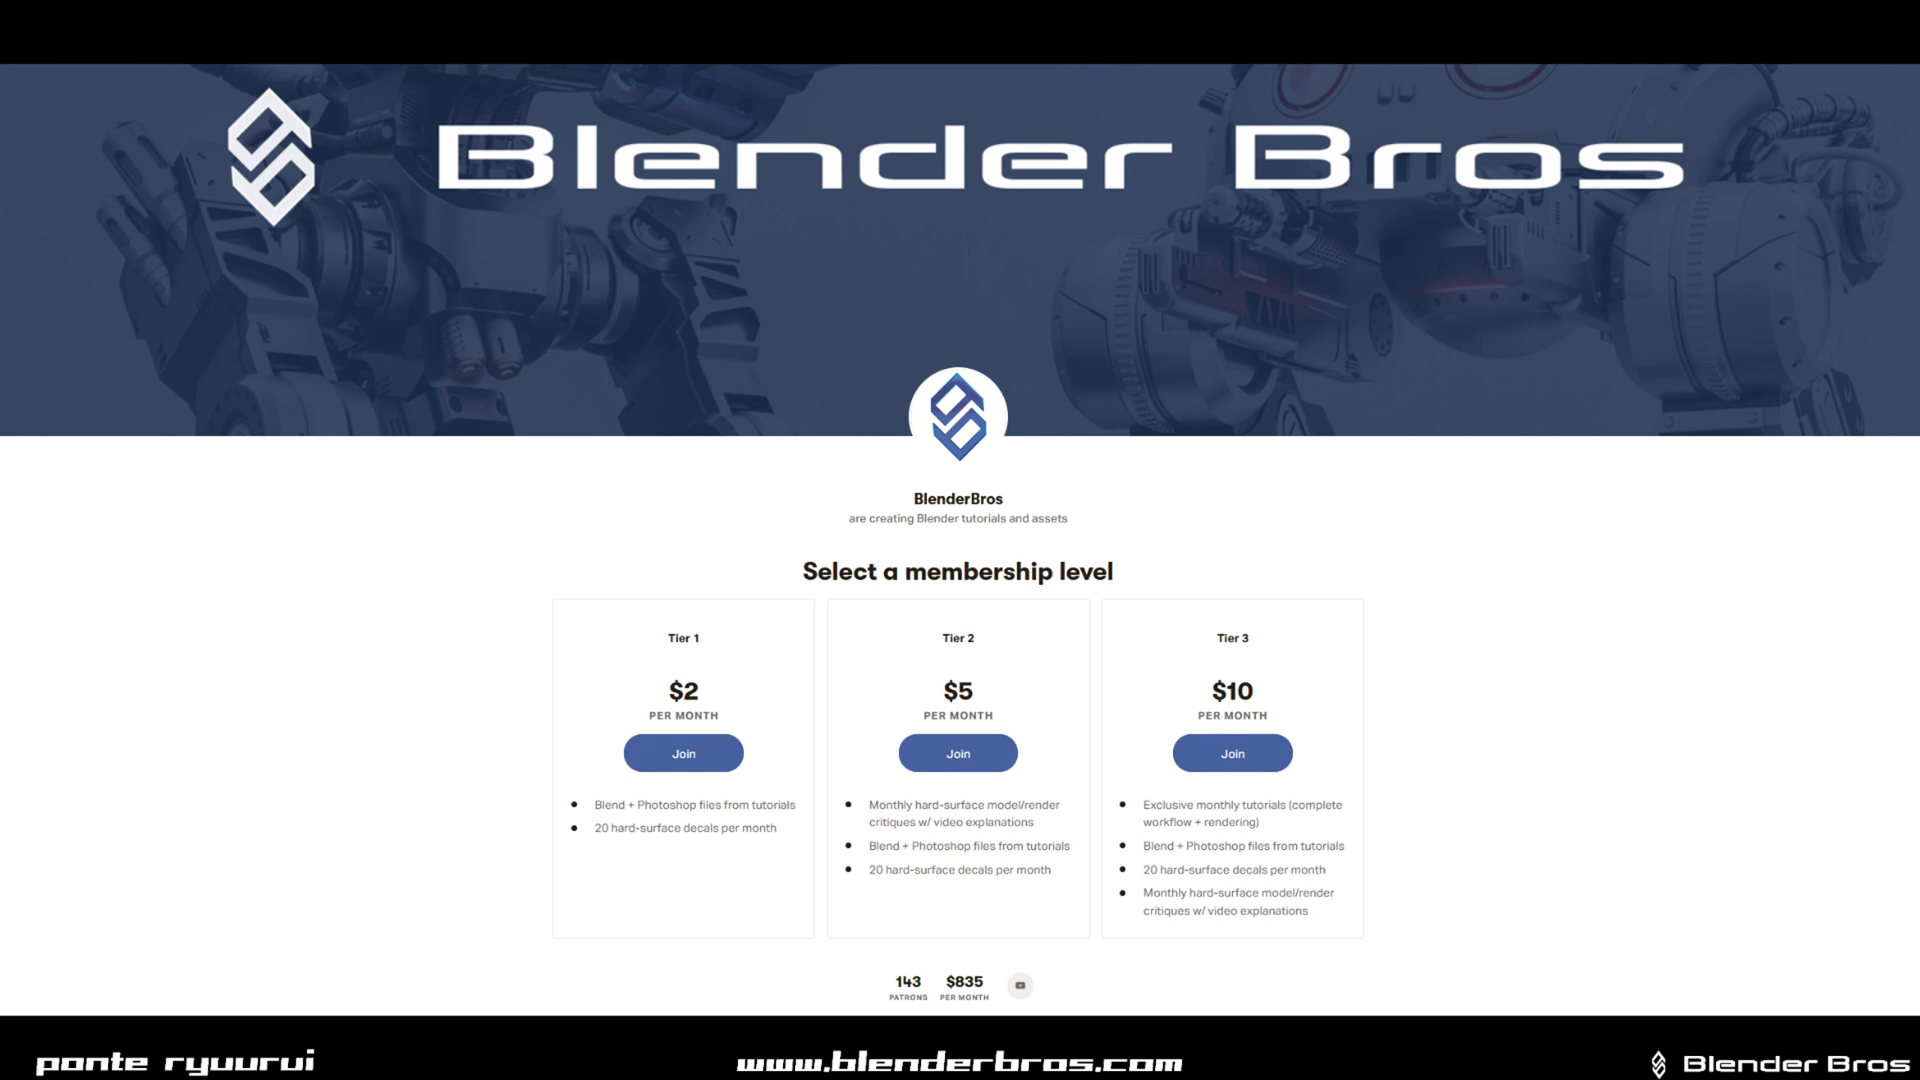 Blender Bros
BlenderBros
are creating Blender tutorials and assets
Select a membership level
Tier 1
$2
PER MONTH
Join
Blend + Photoshop files from tutorials
20 hard-surface decals per month
Tier 2
$5
PER MONTH
Join
Monthly hard-surface model/render
critiques w/ video explanations
Blend + Photoshop files from tutorials
20 hard-surface decals per month
Tier 3
$10
PER MONTH
Join
Exclusive monthly tutorials (complete
workflow + rendering)
Blend + Photoshop files from tutorials
20 hard-surface decals per month
Monthly hard-surface model/render
critiques w/ video explanations
143
PATRONS
$835
PER MONTH
ponte ryuurui
www.blenderbros.com
Blender Bros